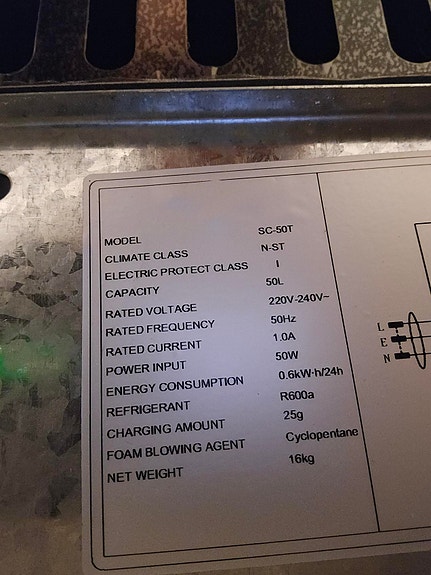 MODEL SC-50T
CLIMATE CLASS N-ST
ELECTRIC PROTECT CLASS I
CAPACITY 50L
RATED VOLTAGE 220V-240V~
RATED FREQUENCY 50Hz
RATED CURRENT 1.0A
POWER INPUT 50W
ENERGY CONSUMPTION 0.6kW·h/24h
REFRIGERANT R600a
CHARGING AMOUNT 25g
FOAM BLOWING AGENT Cyclopentane
NET WEIGHT 16kg
L
E
N